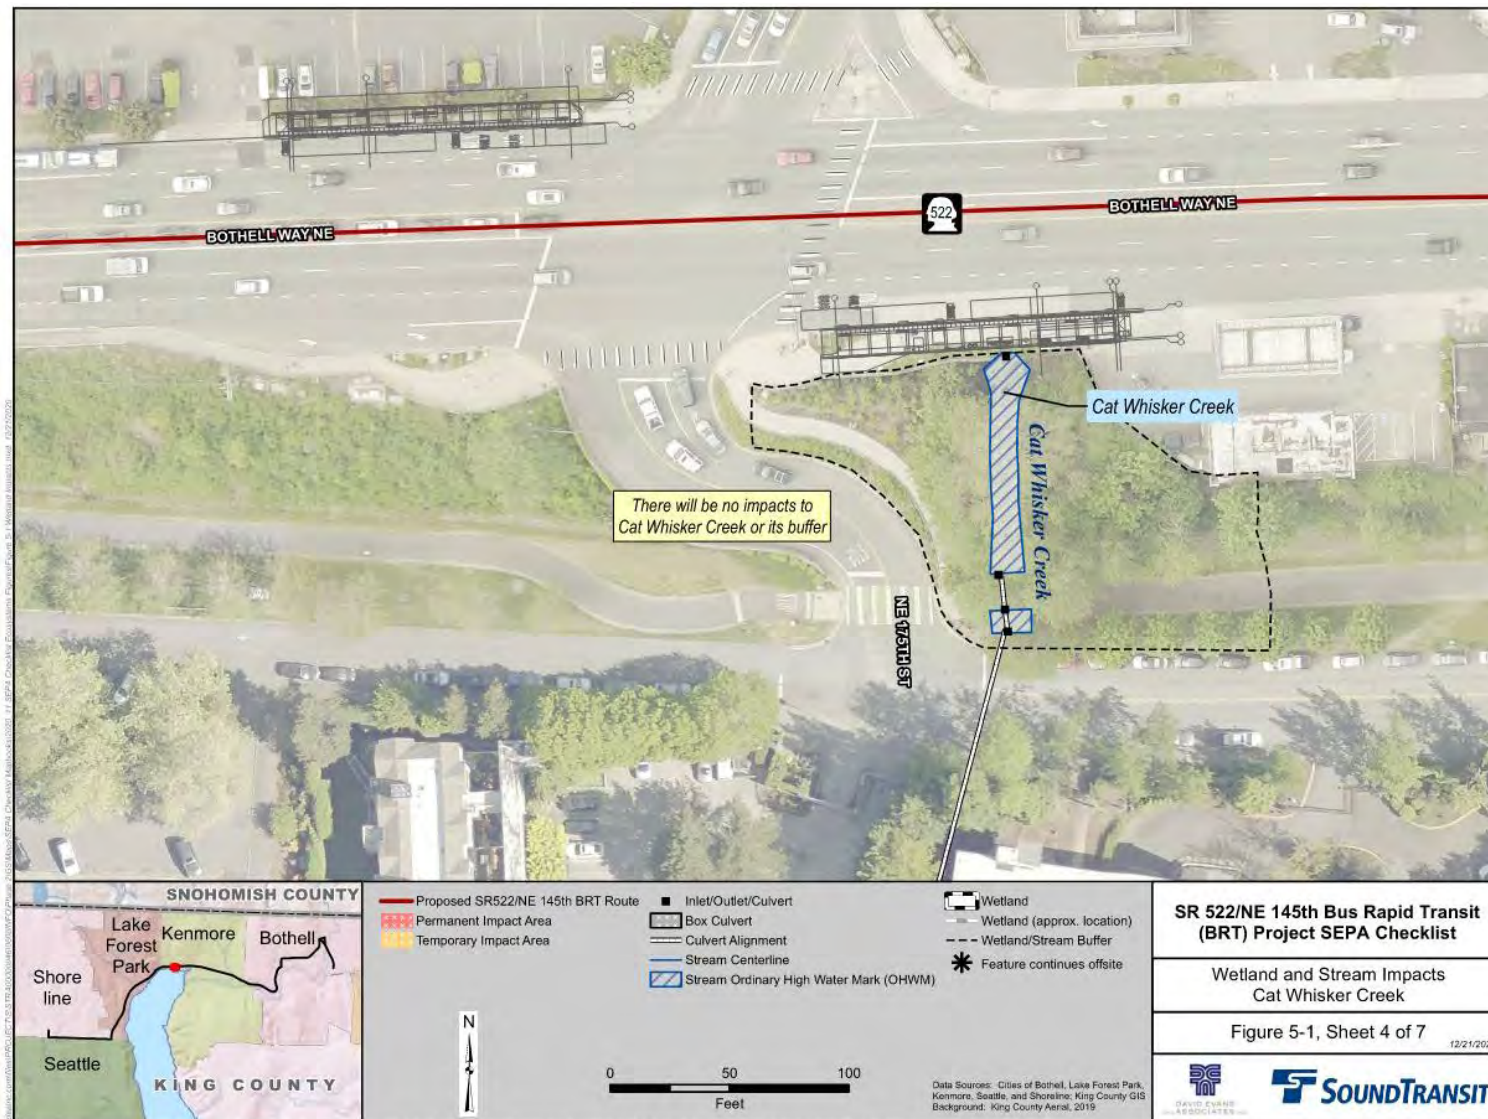 BOTHELL WAY NE
522
BOTHELL WAY NE
Cat Whisker Creek
Cat Whisker Creek
There will be no impacts to
Cat Whisker Creek or its buffer
NE 175TH ST
SNOHOMISH COUNTY
Lake
Forest
Park
Kenmore
Bothell
Shore
line
Seattle
KING COUNTY
Proposed SR522/NE 145th BRT Route
Permanent Impact Area
Temporary Impact Area
Inlet/Outlet/Culvert
Box Culvert
Culvert Alignment
Stream Centerline
Stream Ordinary High Water Mark (OHWM)
Wetland
Wetland (approx. location)
Wetland/Stream Buffer
Feature continues offsite
N
0 50 100
Feet
Data Sources: Cities of Bothell, Lake Forest Park,
Kenmore, Seattle, and Shoreline; King County GIS
Background: King County Aerial, 2019
SR 522/NE 145th Bus Rapid Transit
(BRT) Project SEPA Checklist
Wetland and Stream Impacts
Cat Whisker Creek
Figure 5-1, Sheet 4 of 7
DAVID EVANS
ASSOCIATES
SOUNDTRANSIT